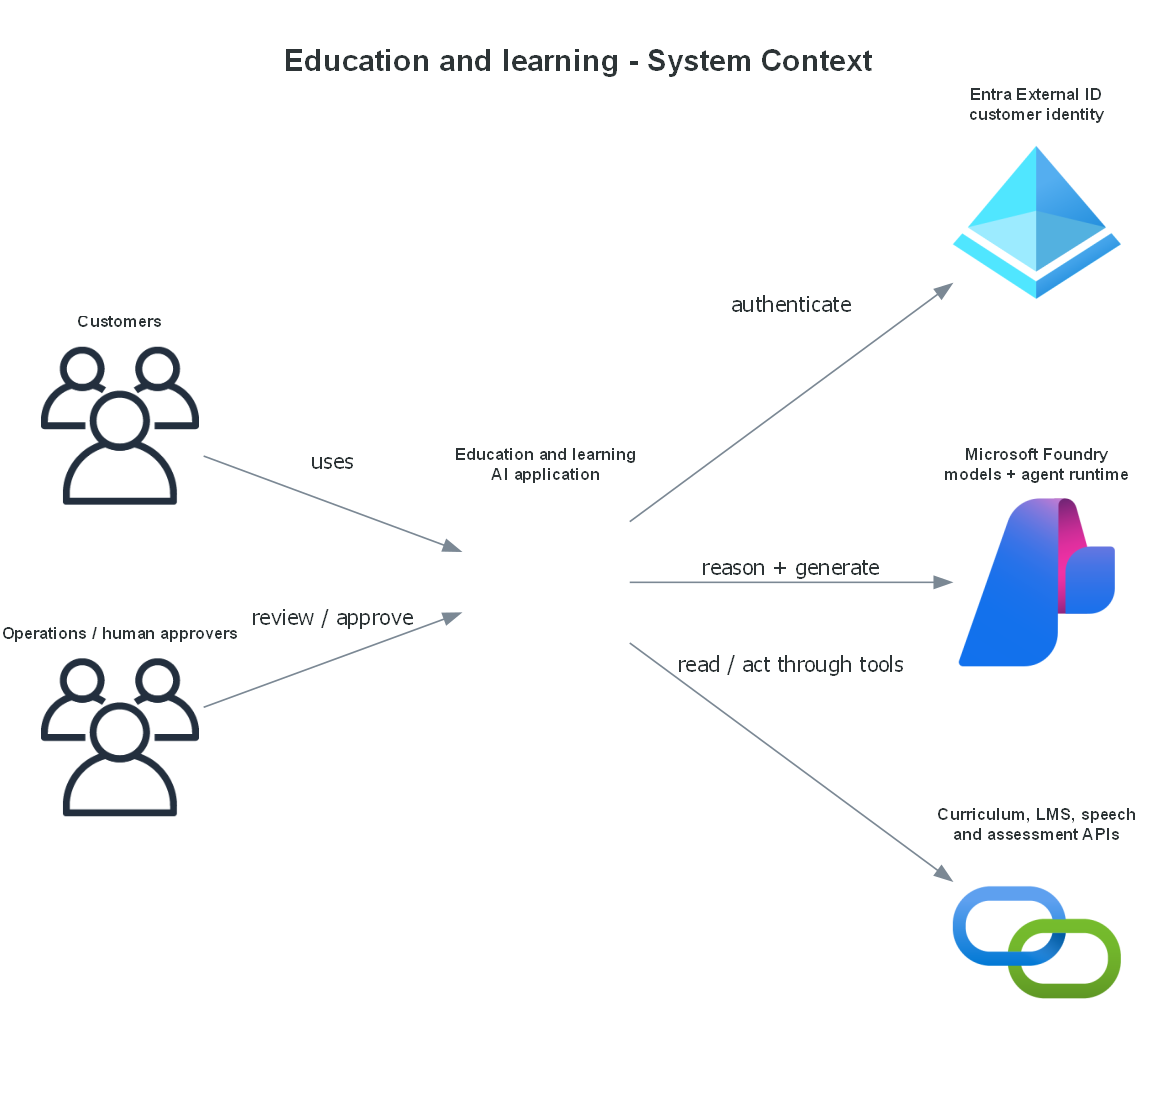 Education and learning - System Context
Entra External ID
customer identity
authenticate
Customers
uses
Education and learning
AI application
Microsoft Foundry
models + agent runtime
reason + generate
review / approve
Operations / human approvers
read / act through tools
Curriculum, LMS, speech
and assessment APIs